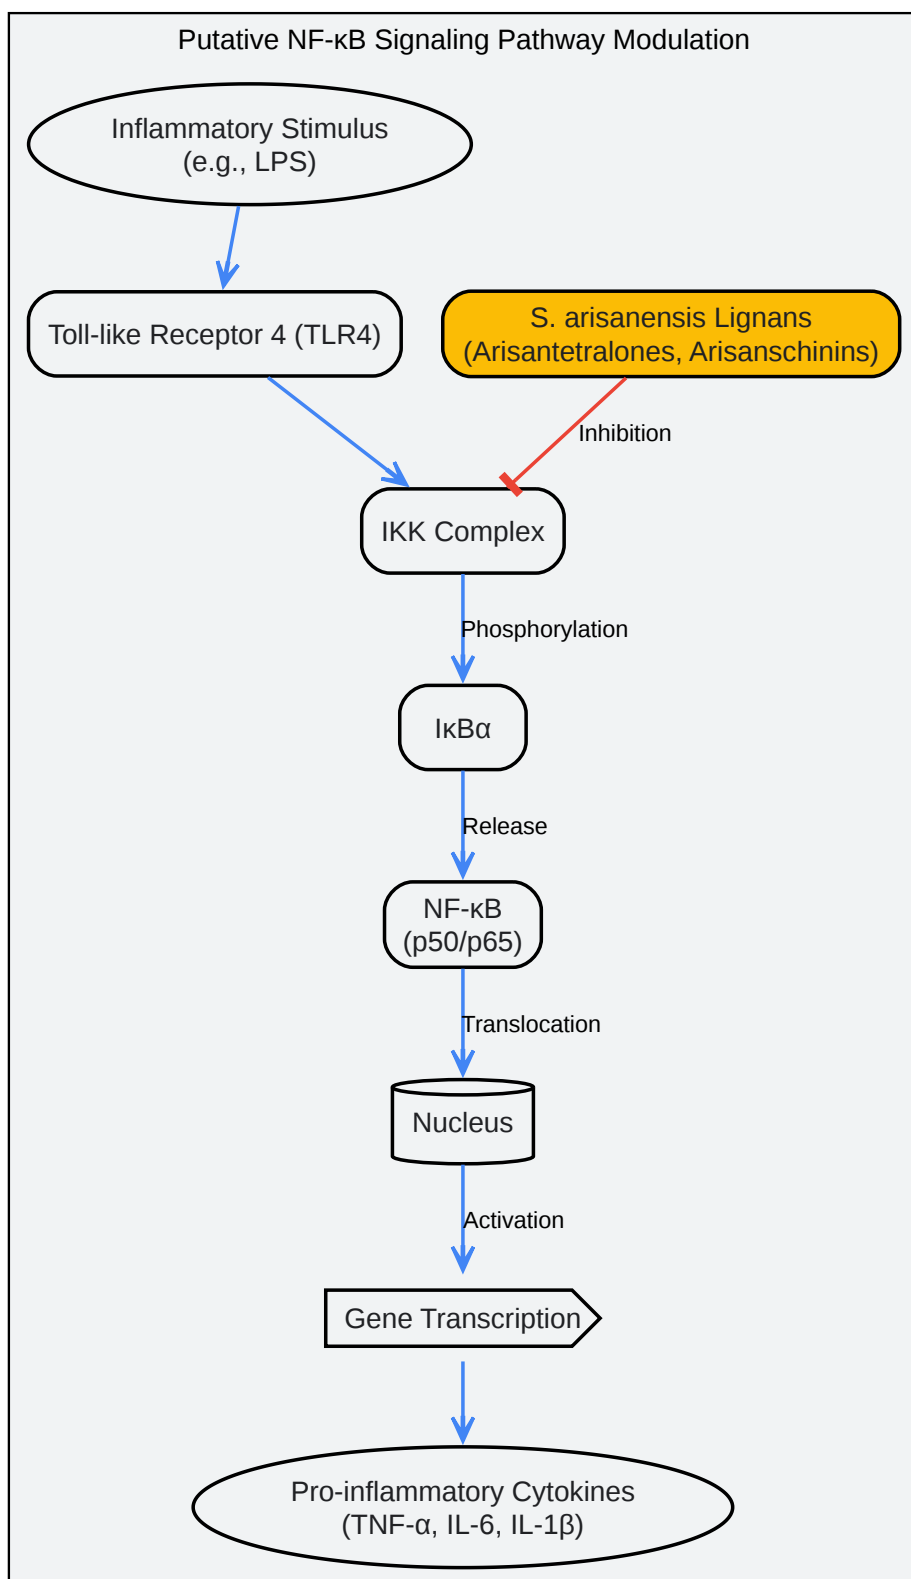 Putative NF-κB Signaling Pathway Modulation
Inflammatory Stimulus
(e.g., LPS)
Toll-like Receptor 4 (TLR4)
S. arisanensis Lignans
(Arisantetralones, Arisanschinins)
Inhibition
IKK Complex
Phosphorylation
IκBα
Release
NF-κB
(p50/p65)
Translocation
Nucleus
Activation
Gene Transcription
Pro-inflammatory Cytokines
(TNF-α, IL-6, IL-1β)